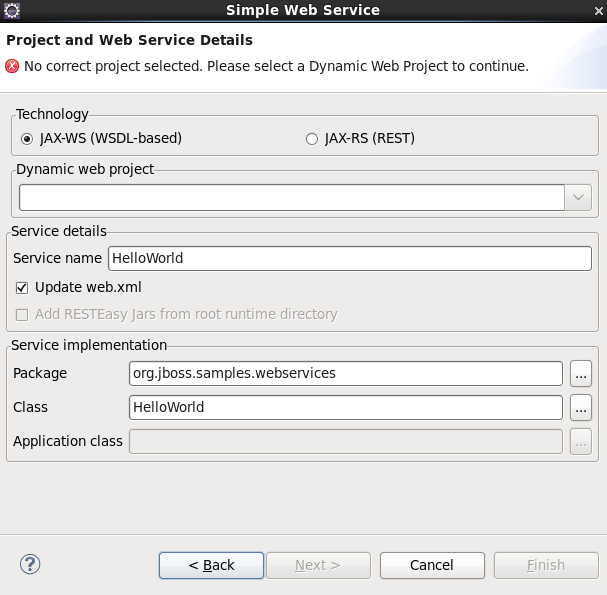 Simple Web Service
Project and Web Service Details
No correct project selected. Please select a Dynamic Web Project to continue.
Technology
JAX-WS (WSDL-based) JAX-RS (REST)
Dynamic web project
Service details
Service name HelloWorld
Update web.xml
Add RESTEasy Jars from root runtime directory
Service implementation
Package org.jboss.samples.webservices ...
Class HelloWorld ...
Application class ...
? < Back Next > Cancel Finish